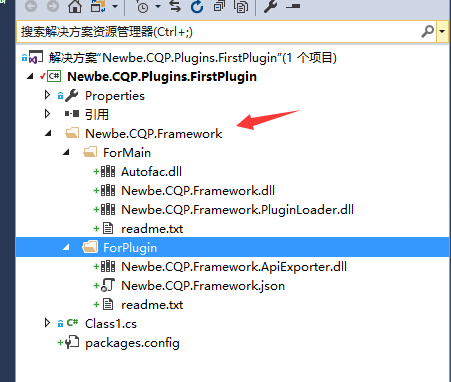 搜索解决方案资源管理器(Ctrl+;)
解决方案"Newbe.CQP.Plugins.FirstPlugin"(1 个项目)
Newbe.CQP.Plugins.FirstPlugin
Properties
引用
Newbe.CQP.Framework
ForMain
Autofac.dll
Newbe.CQP.Framework.dll
Newbe.CQP.Framework.PluginLoader.dll
readme.txt
ForPlugin
Newbe.CQP.Framework.ApiExporter.dll
Newbe.CQP.Framework.json
readme.txt
Class1.cs
packages.config